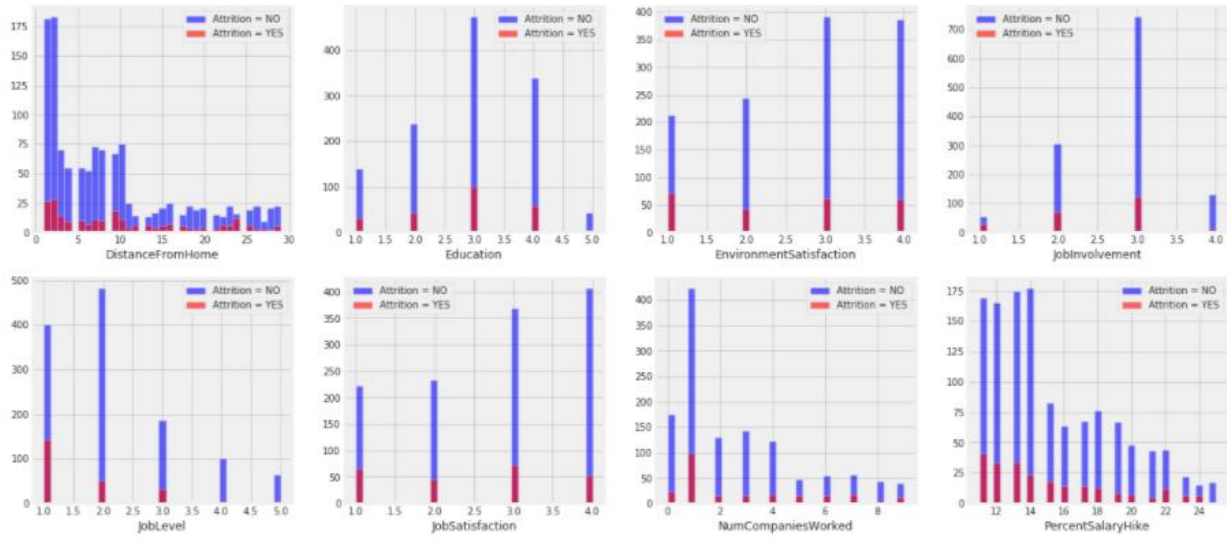 Attrition = NO
Attrition = YES
175
150
125
100
75
50
25
0
0 5 10 15 20 25 30
DistanceFromHome
Attrition = NO
Attrition = YES
400
300
200
100
0
1.0 1.5 2.0 2.5 3.0 3.5 4.0 4.5 5.0
Education
Attrition = NO
Attrition = YES
400
350
300
250
200
150
100
50
0
1.0 1.5 2.0 2.5 3.0 3.5 4.0
EnvironmentSatisfaction
Attrition = NO
Attrition = YES
700
600
500
400
300
200
100
0
1.0 1.5 2.0 2.5 3.0 3.5 4.0
JobInvolvement
Attrition = NO
Attrition = YES
500
400
300
200
100
0
1.0 1.5 2.0 2.5 3.0 3.5 4.0 4.5 5.0
JobLevel
Attrition = NO
Attrition = YES
400
350
300
250
200
150
100
50
0
1.0 1.5 2.0 2.5 3.0 3.5 4.0
JobSatisfaction
Attrition = NO
Attrition = YES
400
350
300
250
200
150
100
50
0
0 2 4 6 8
NumCompaniesWorked
Attrition = NO
Attrition = YES
175
150
125
100
75
50
25
0
12 14 16 18 20 22 24
PercentSalaryHike